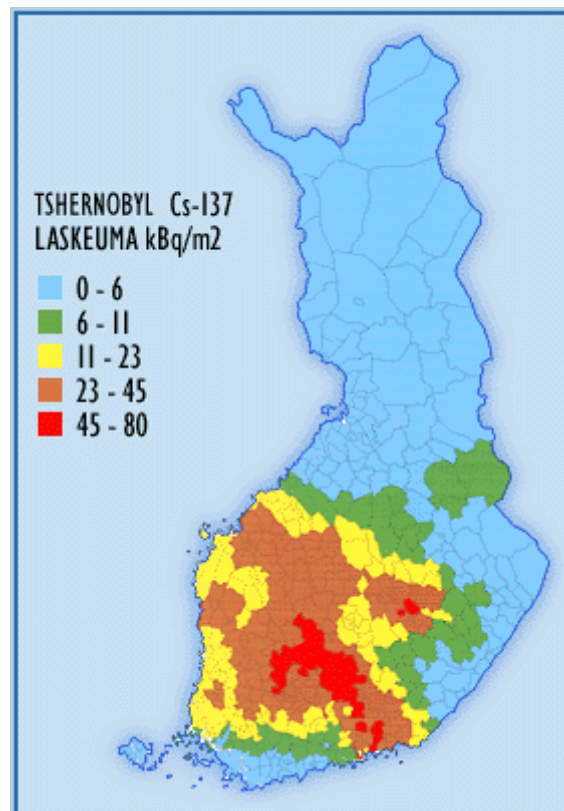 TSHERNOBYL Cs-137
LASKEUMA kBq/m2
0 - 6
6 - 11
11 - 23
23 - 45
45 - 80